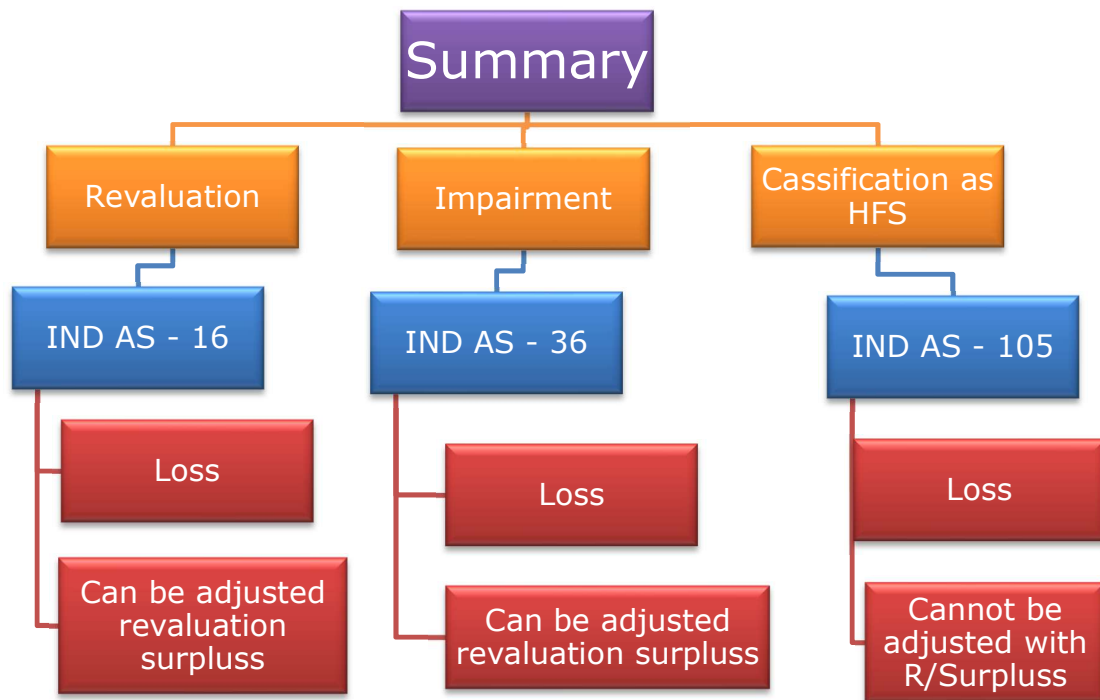 Summary
Revaluation
Impairment
Cassification as
HFS
IND AS - 16
IND AS - 36
IND AS - 105
Loss
Loss
Loss
Can be adjusted
revaluation
surpluss
Can be adjusted
revaluation surpluss
Cannot be
adjusted with
R/Surpluss